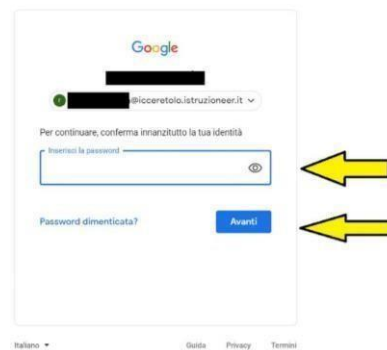 Google
@icceretolo.istruzioneer.it
Per continuare, conferma innanzitutto la tua identità
Inserisci la password
Password dimenticata?
Avanti
Italiano
Guida Privacy Termini